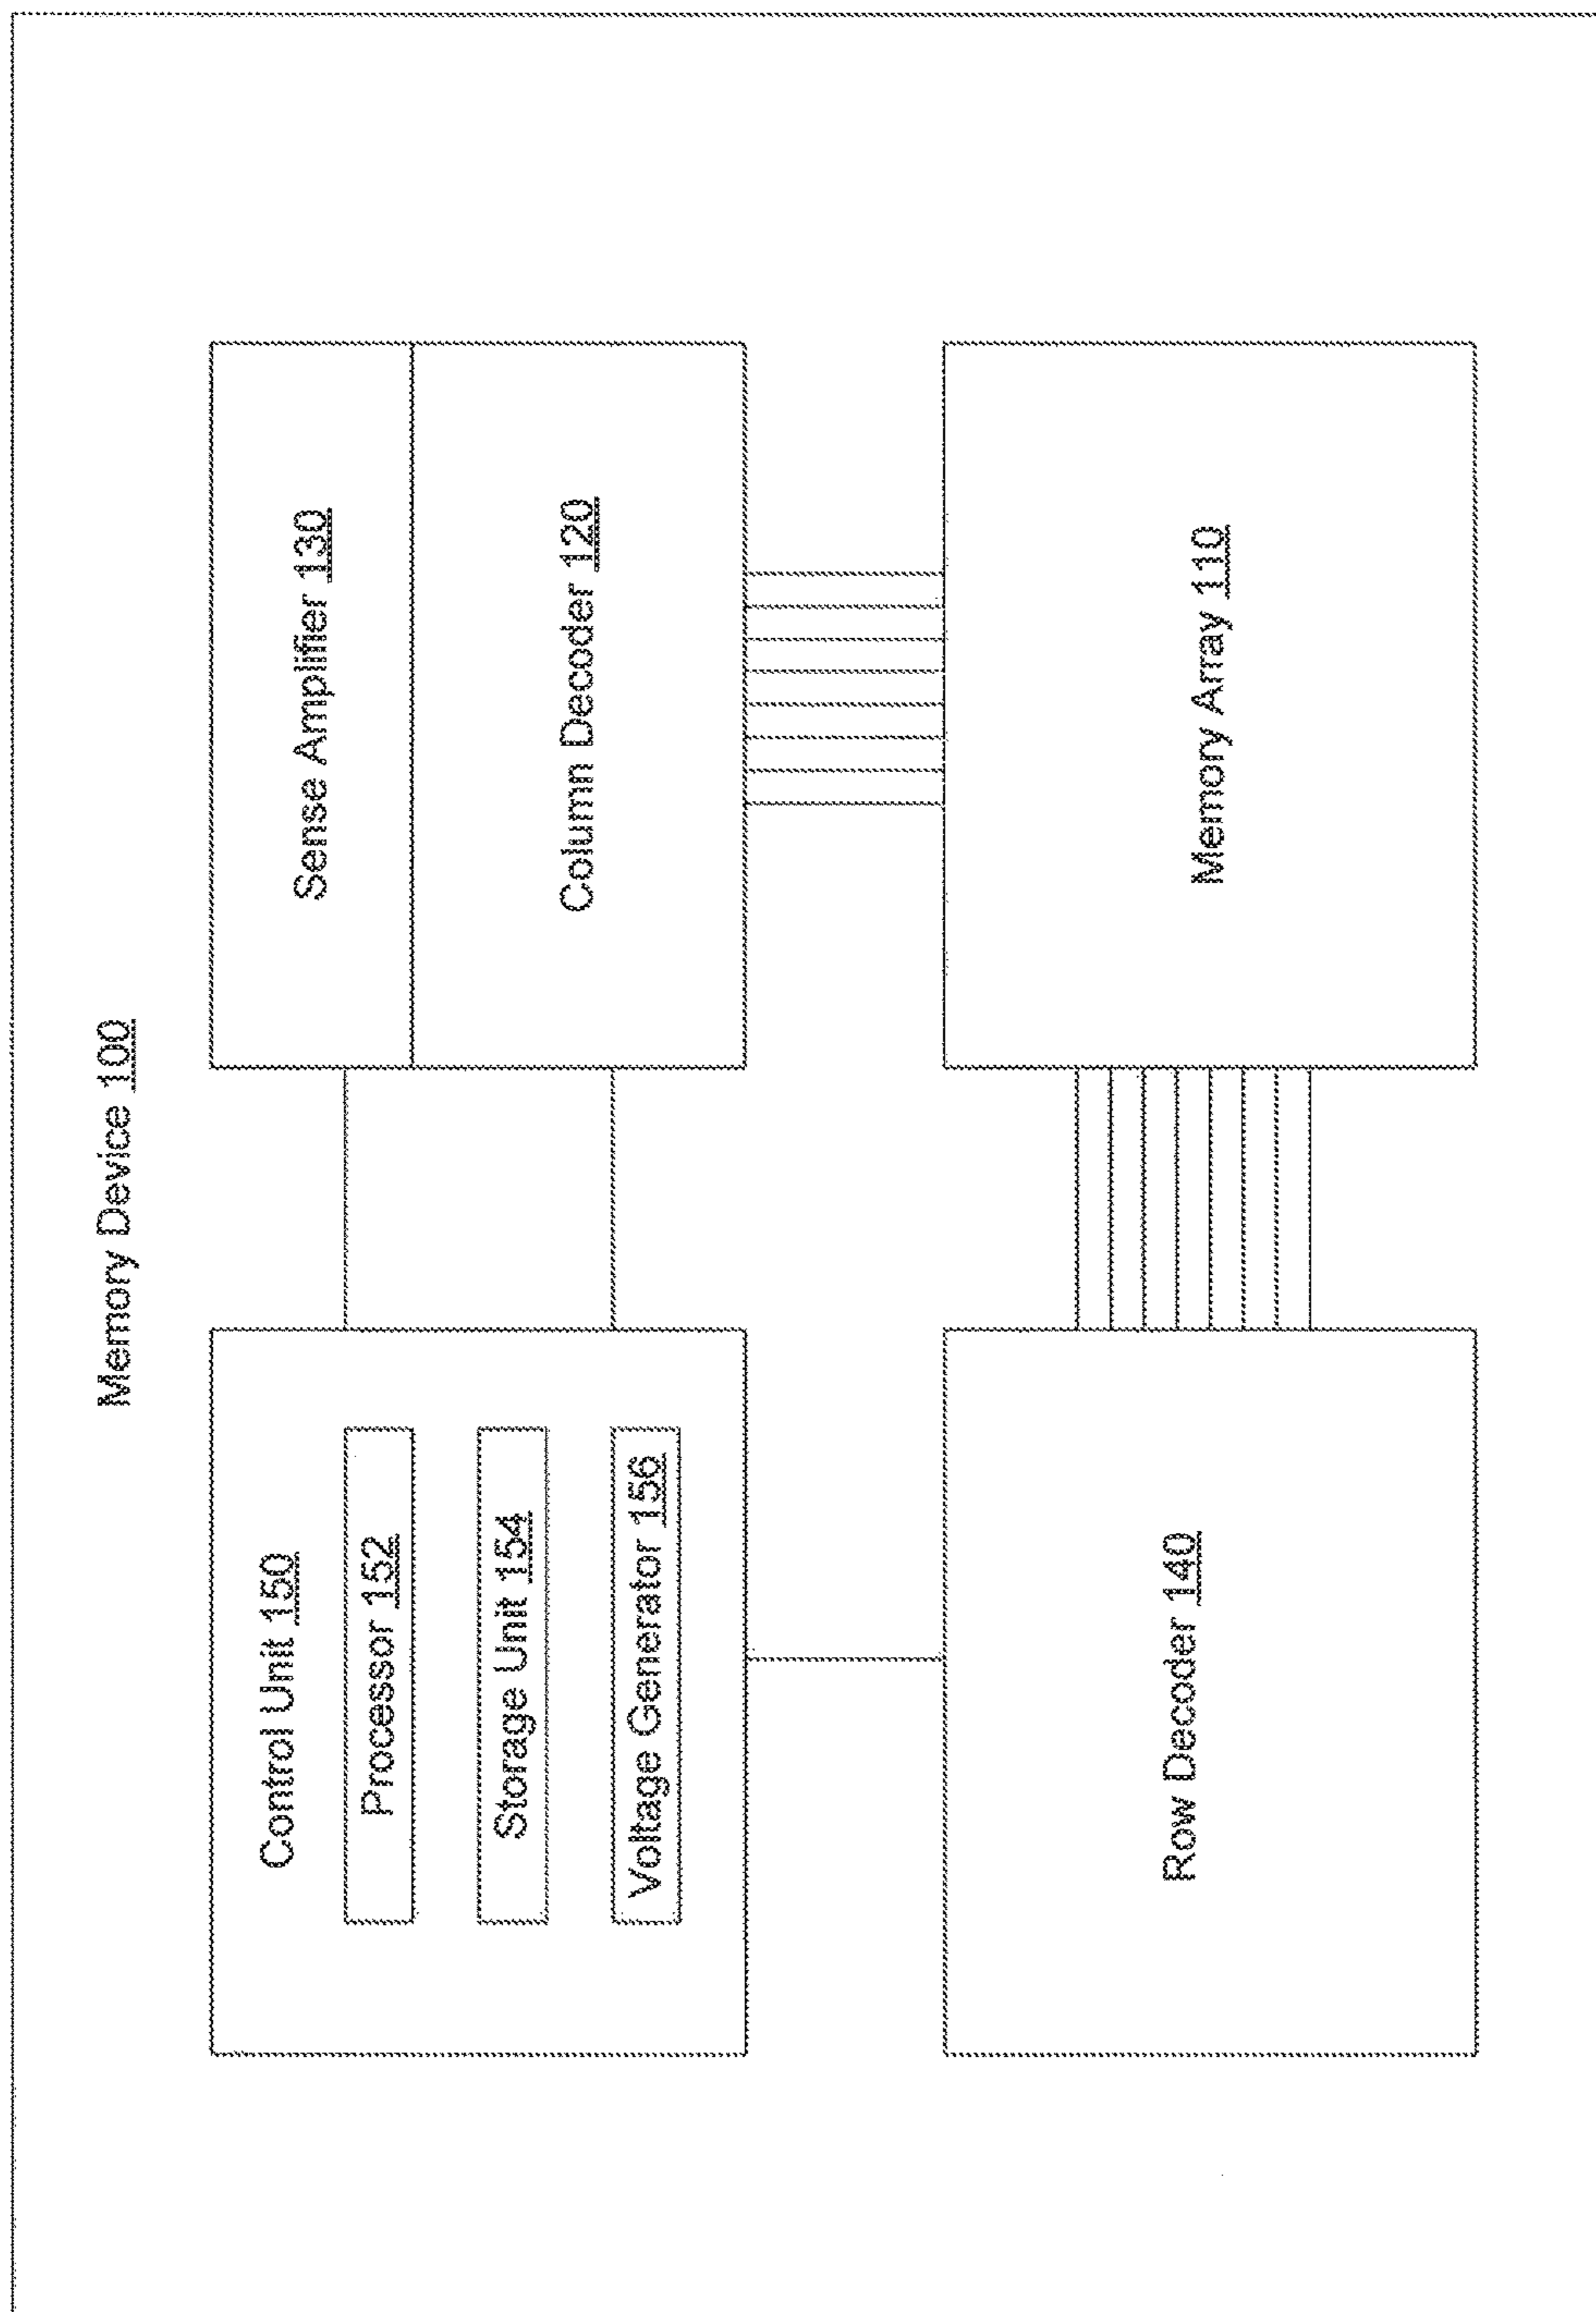 Memory Device 100
Control Unit 150
Processor 152
Storage Unit 154
Voltage Generator 156
Sense Amplifier 130
Column Decoder 120
Row Decoder 140
Memory Array 110